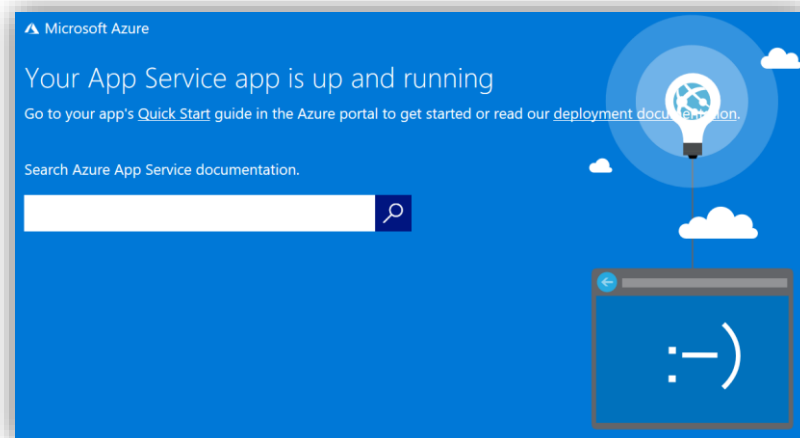 Microsoft Azure
Your App Service app is up and running
Go to your app's Quick Start guide in the Azure portal to get started or read our deployment documentation.
Search Azure App Service documentation.
:-)